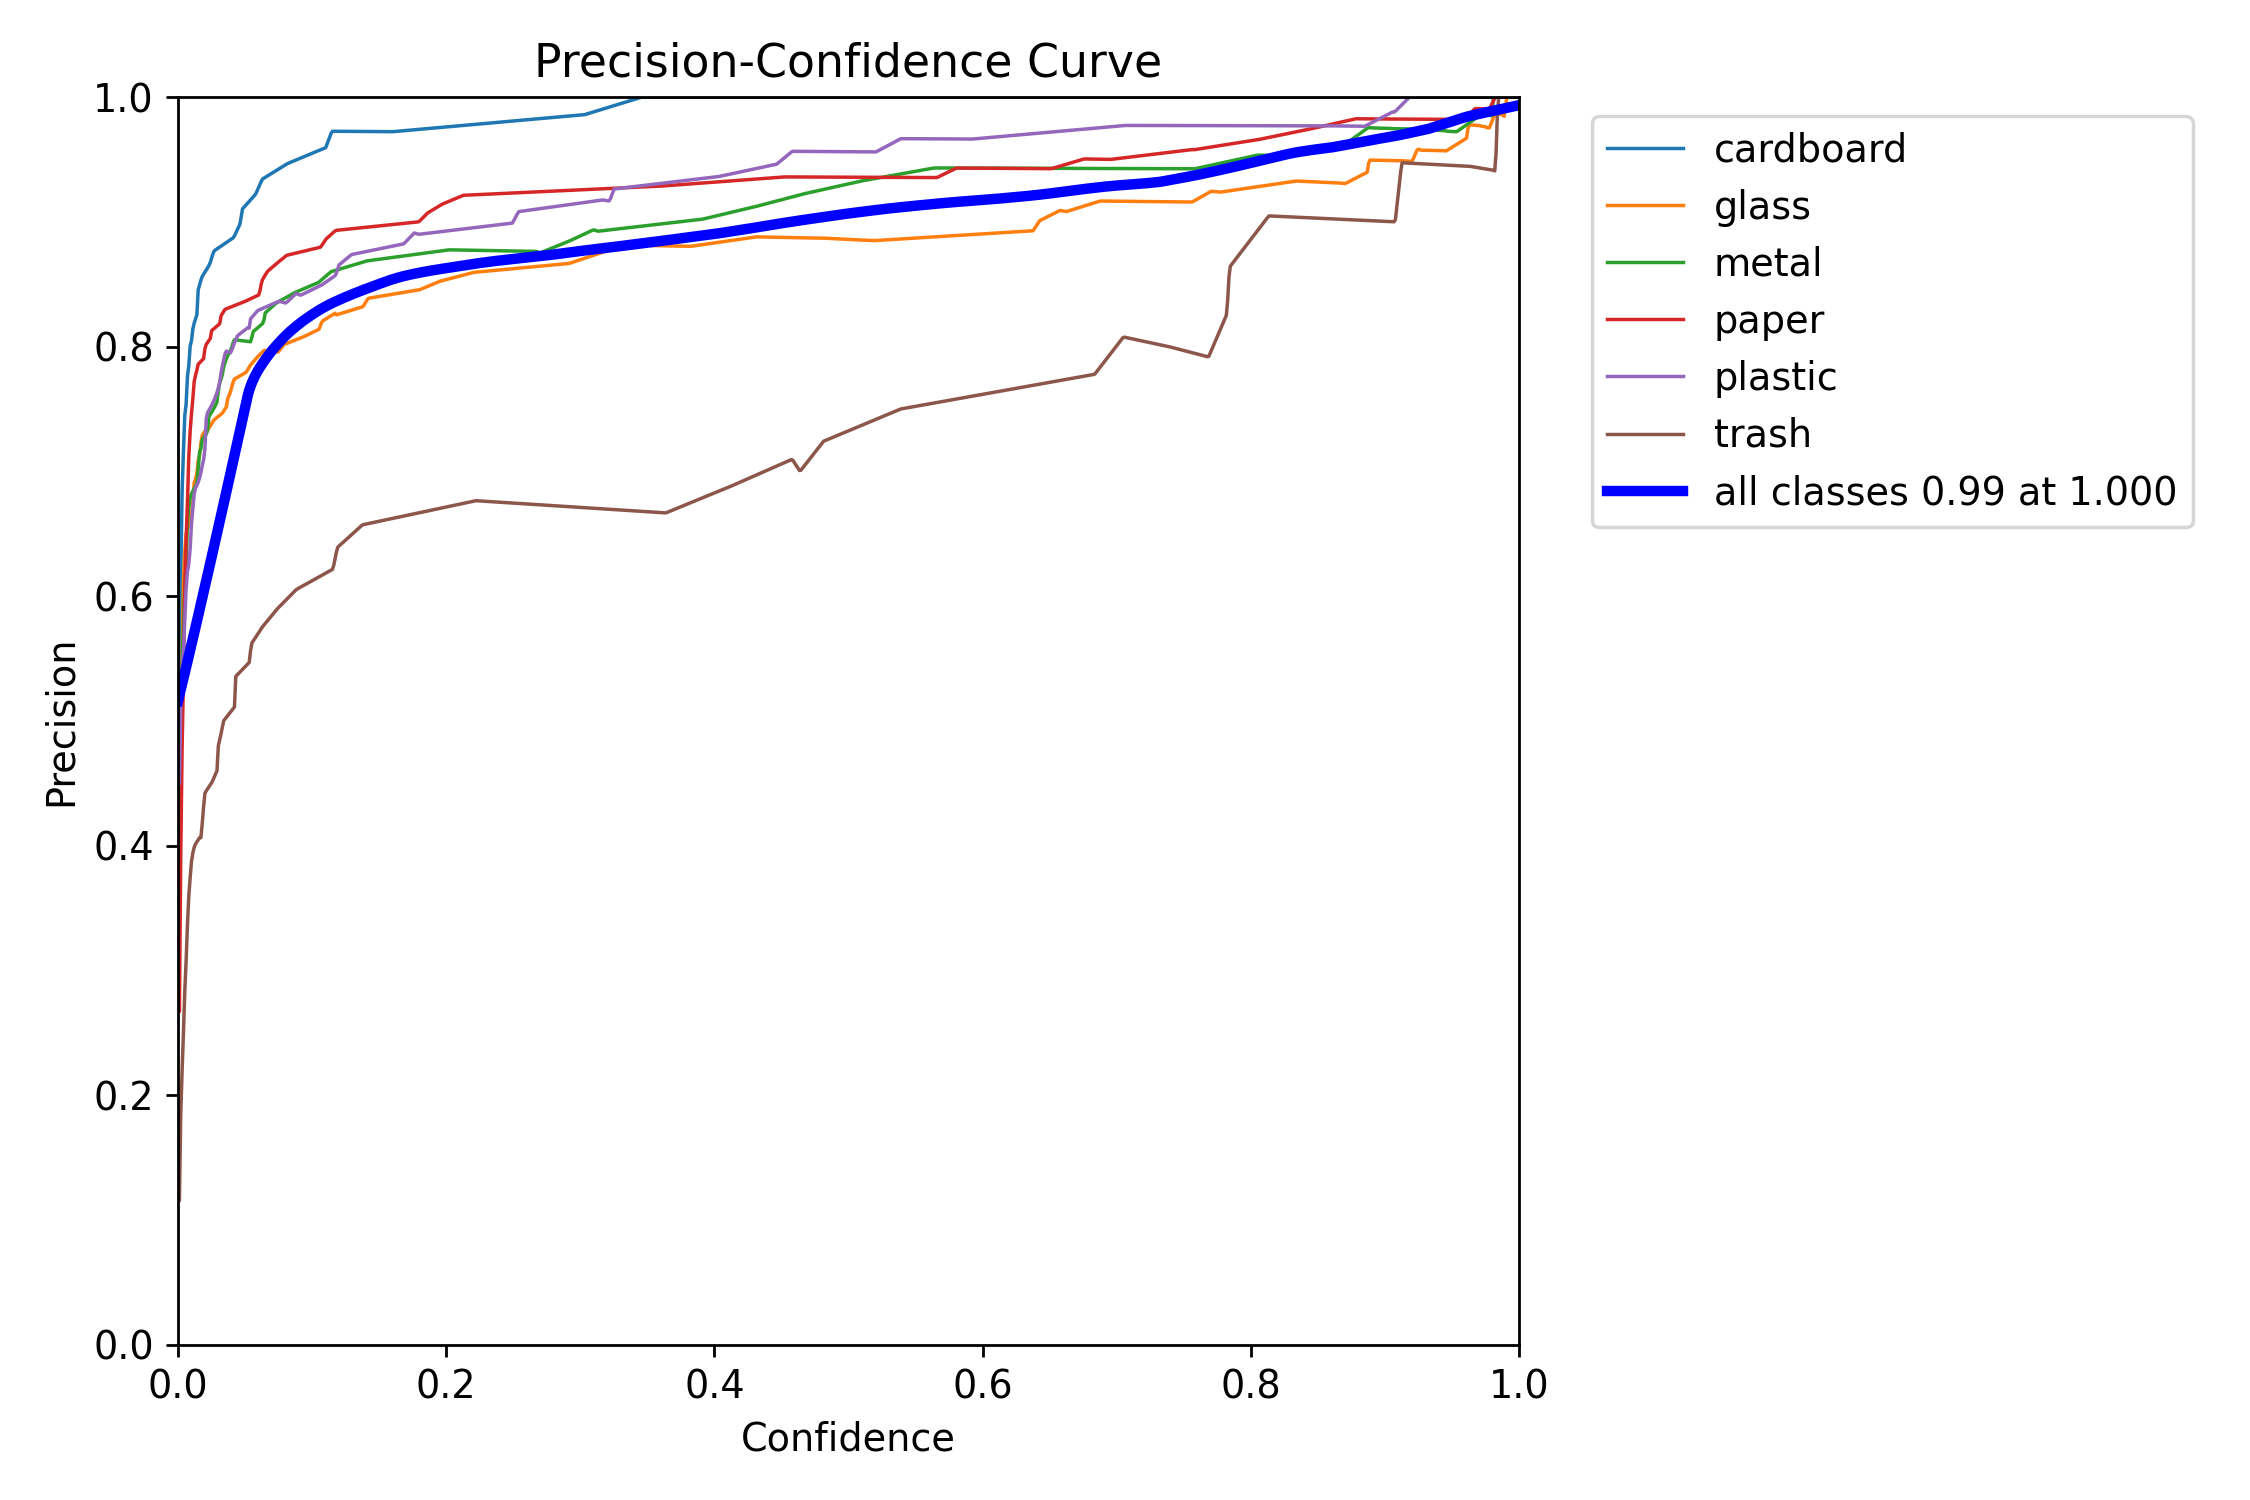 Precision-Confidence Curve
1.0
0.8
0.6
0.4
0.2
0.0
Precision
0.0 0.2 0.4 0.6 0.8 1.0
Confidence
cardboard
glass
metal
paper
plastic
trash
all classes 0.99 at 1.000